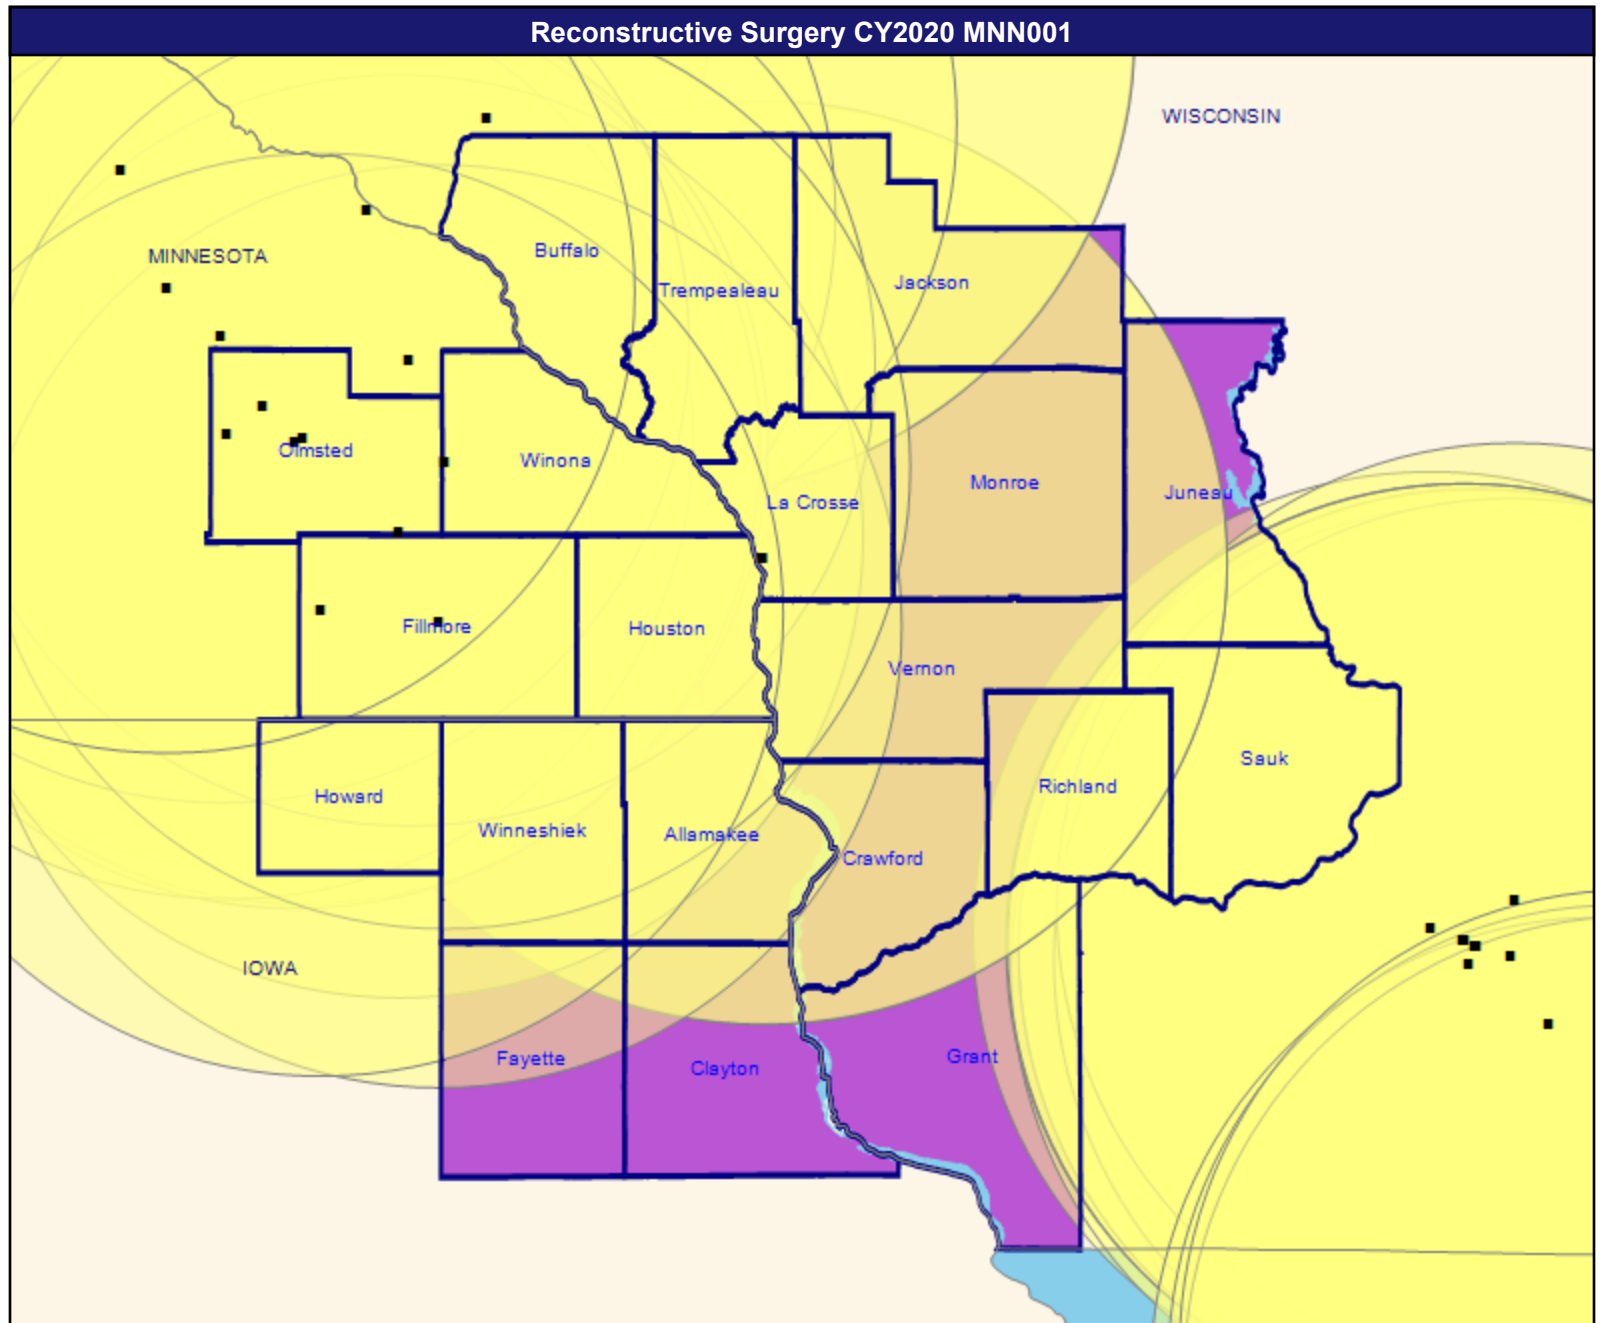 Reconstructive Surgery CY2020 MNN001
WISCONSIN
MINNESOTA
Buffalo
Trempealeau
Jackson
Olmsted
Winona
La Crosse
Monroe
Juneau
Fillmore
Houston
Vernon
Sauk
Howard
Winneshiek
Allamakee
Crawford
Richland
IOWA
Fayette
Clayton
Grant